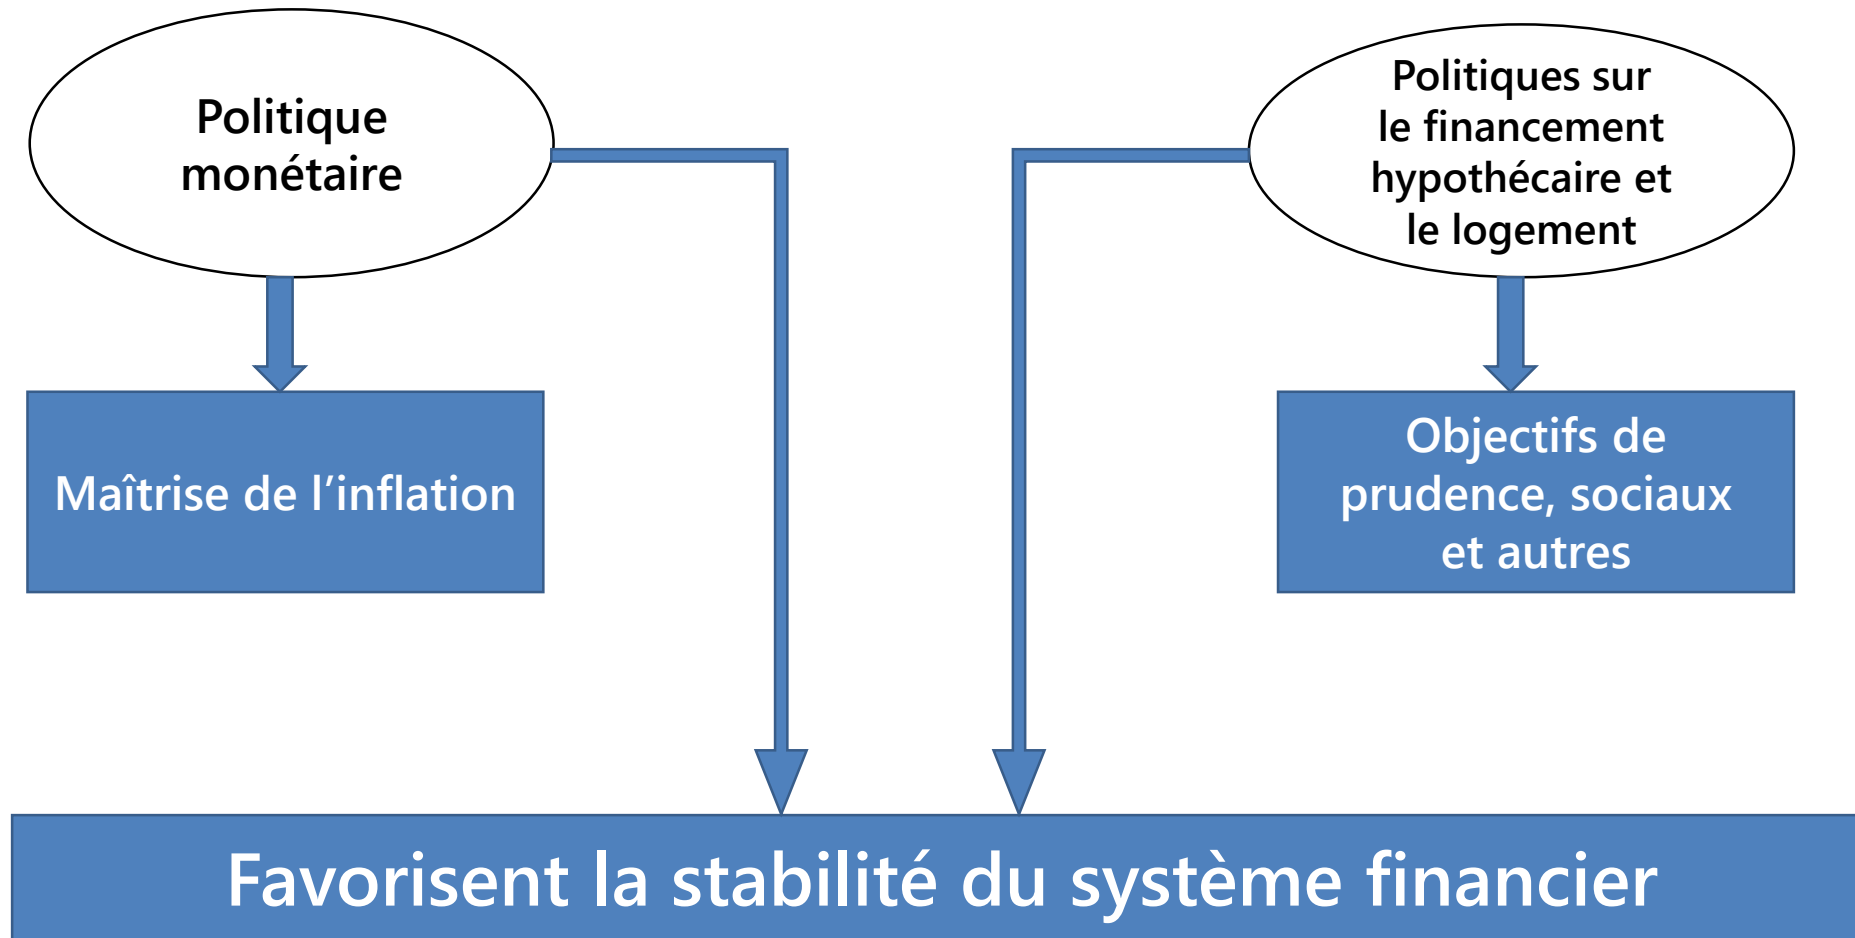 Politique
monétaire
Politiques sur
le financement
hypothécaire et
le logement
Maîtrise de l’inflation
Objectifs de
prudence, sociaux
et autres
Favorisent la stabilité du système financier